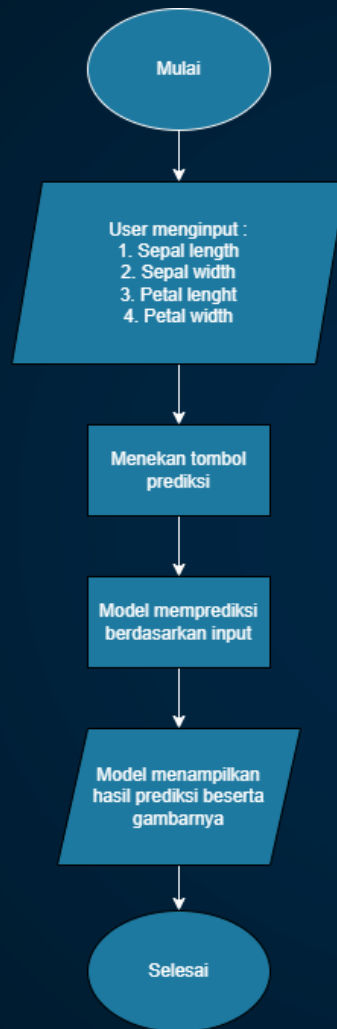 Mulai
User menginput :
1. Sepal length
2. Sepal width
3. Petal lenght
4. Petal width
Menekan tombol
prediksi
Model memprediksi
berdasarkan input
Model menampilkan
hasil prediksi beserta
gambarnya
Selesai